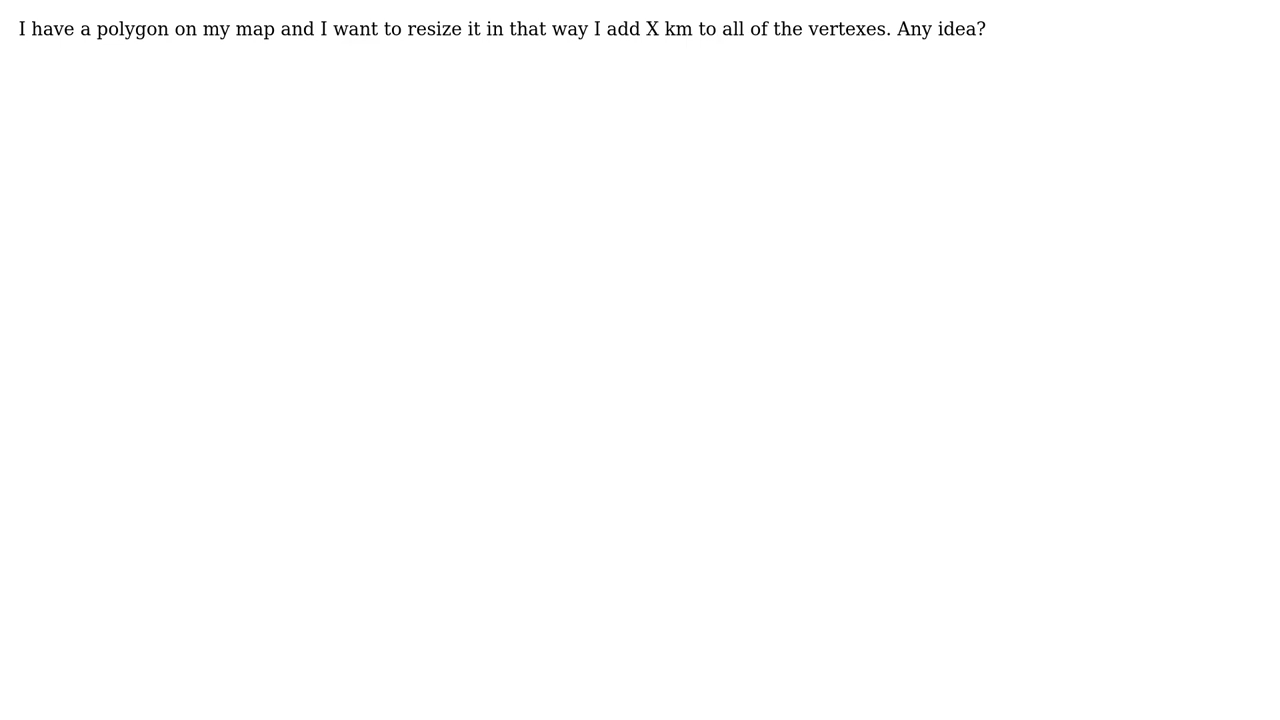 I have a polygon on my map and I want to resize it in that way I add X km to all of the vertexes. Any idea?